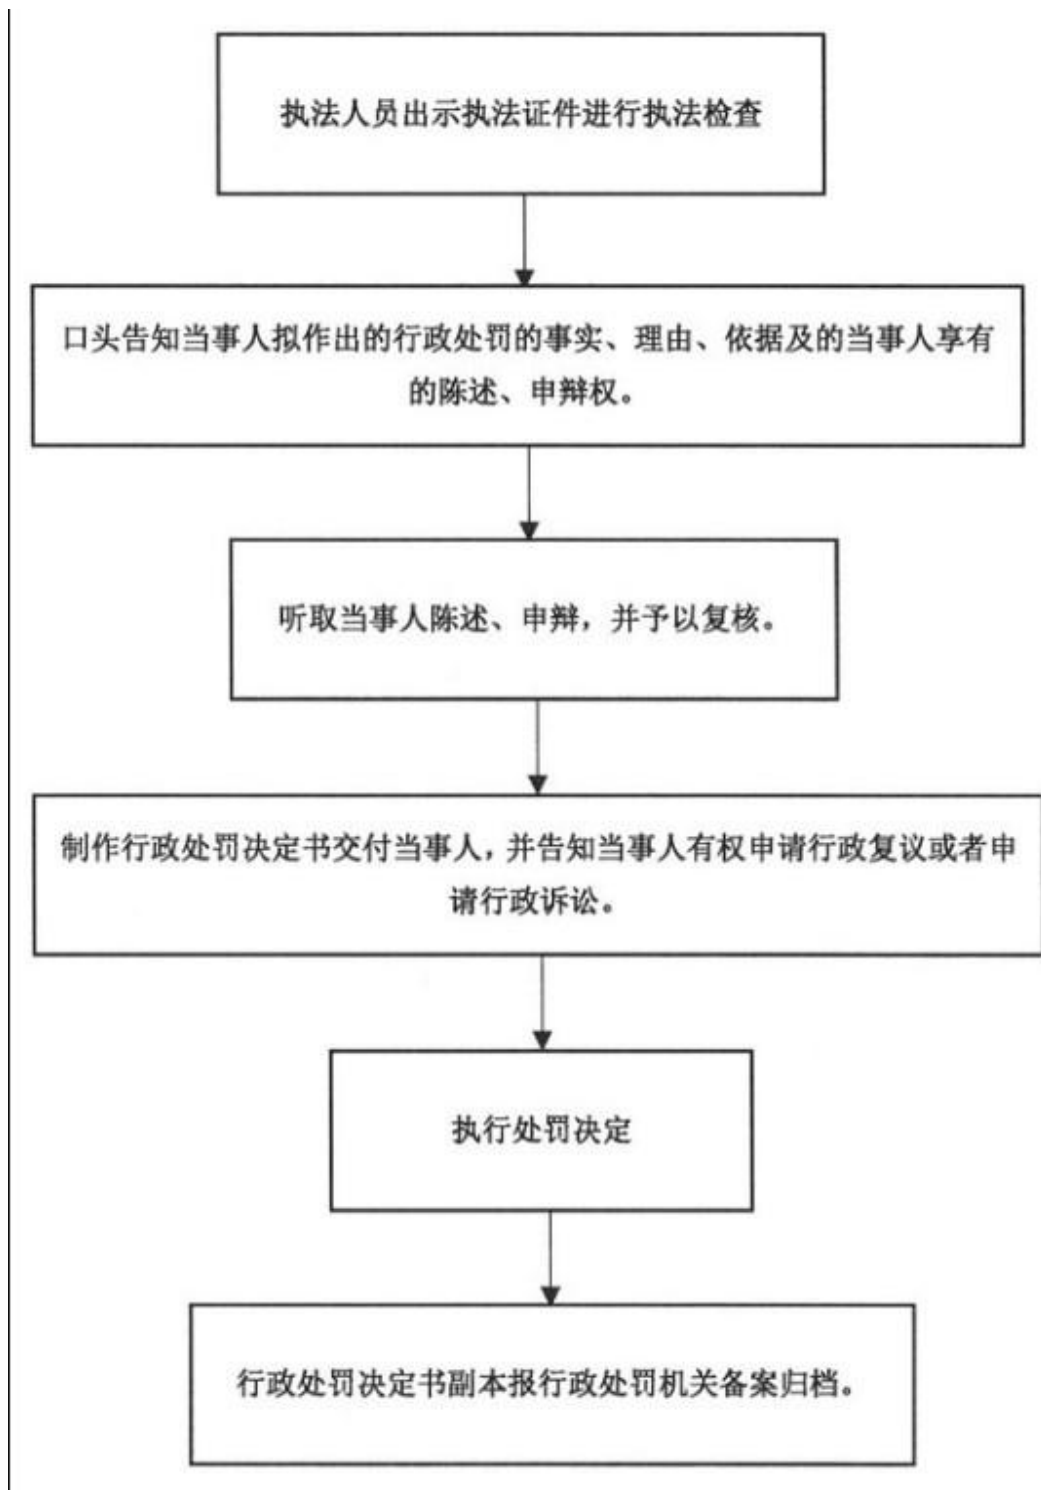 执法人员出示执法证件进行执法检查
口头告知当事人拟作出的行政处罚的事实、理由、依据及的当事人享有
的陈述、申辩权。
听取当事人陈述、申辩，并予以复核。
制作行政处罚决定书交付当事人，并告知当事人有权申请行政复议或者申
请行政诉讼。
执行处罚决定
行政处罚决定书副本报行政处罚机关备案归档。